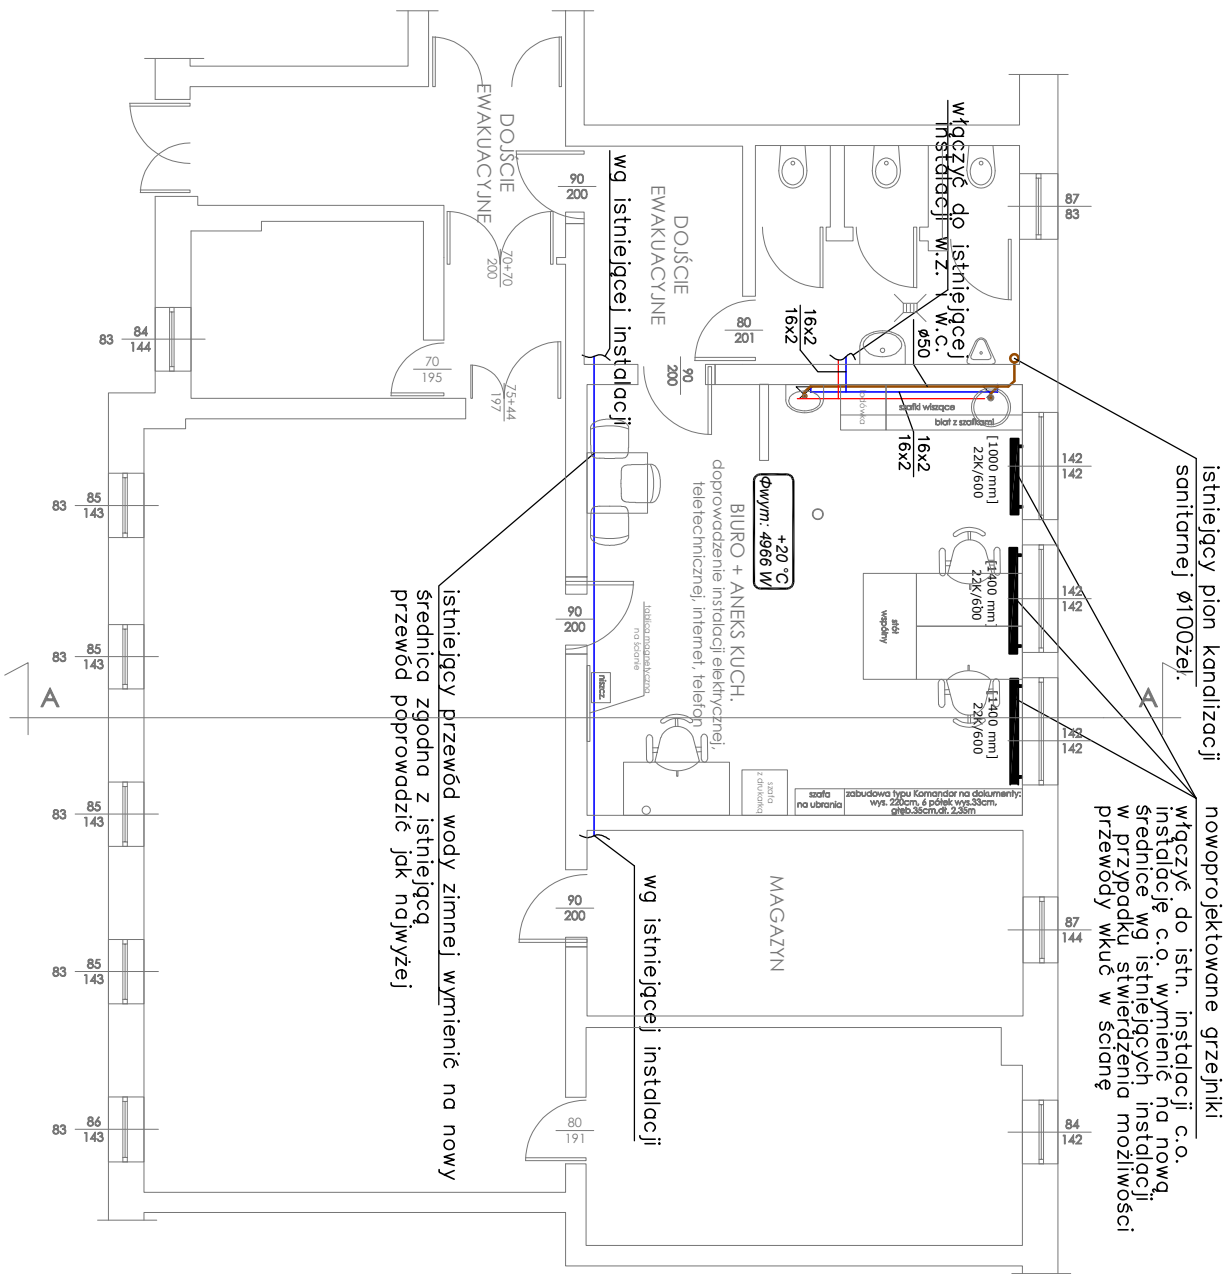 DOJŚCIE
EWAKUACYJNE
DOJŚCIE
EWAKUACYJNE
włączyć do istniejącej
instalacji w.z. i w.c.
wg istniejącej instalacji
90
200
70+70
200
80
201
90
200
70
195
75+44
197
87
83
83
84
144
16x2
16x2
ø50
16x2
16x2
szafki wiszące
blat z szafkami
istniejący pion kanalizacji
sanitarnej ø100żel.
[1000 mm]
22K/600
[1400 mm]
22K/600
[1400 mm]
22K/600
142
142
142
142
142
142
+20 °C
Φwym: 4966 W
BIURO + ANEKS KUCH.
doprowadzenie instalacji elektrycznej,
teletechnicznej, internet, telefon
stół
wspólny
tablica magnetyczna
na ścianie
niszcz.
90
200
szafa
z drukarką
szafa
na ubrania
zabudowa typu Komandor na dokumenty:
wys. 220cm, 6 półek wys.33cm,
głęb.35cm,dł. 2,35m
A
A
nowoprojektowane grzejniki
włączyć do istn. instalacji c.o.
instalację c.o. wymienić na nową
średnice wg istniejących instalacji
w przypadku stwierdzenia możliwości
przewody wkuć w ścianę
istniejący przewód wody zimnej wymienić na nowy
średnica zgodna z istniejącą
przewód poprowadzić jak najwyżej
wg istniejącej instalacji
MAGAZYN
90
200
87
144
80
191
84
142
83
85
143
83
85
143
83
85
143
83
85
143
83
86
143